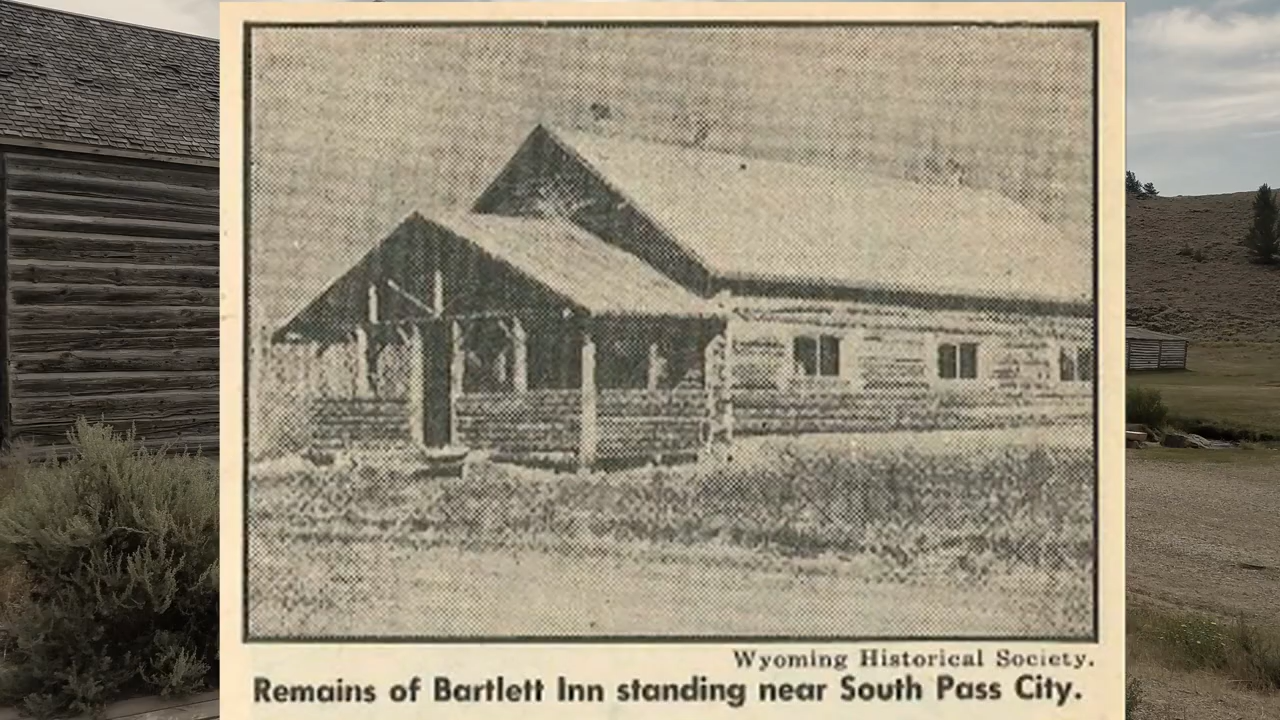 Wyoming Historical Society.
Remains of Bartlett Inn standing near South Pass City.